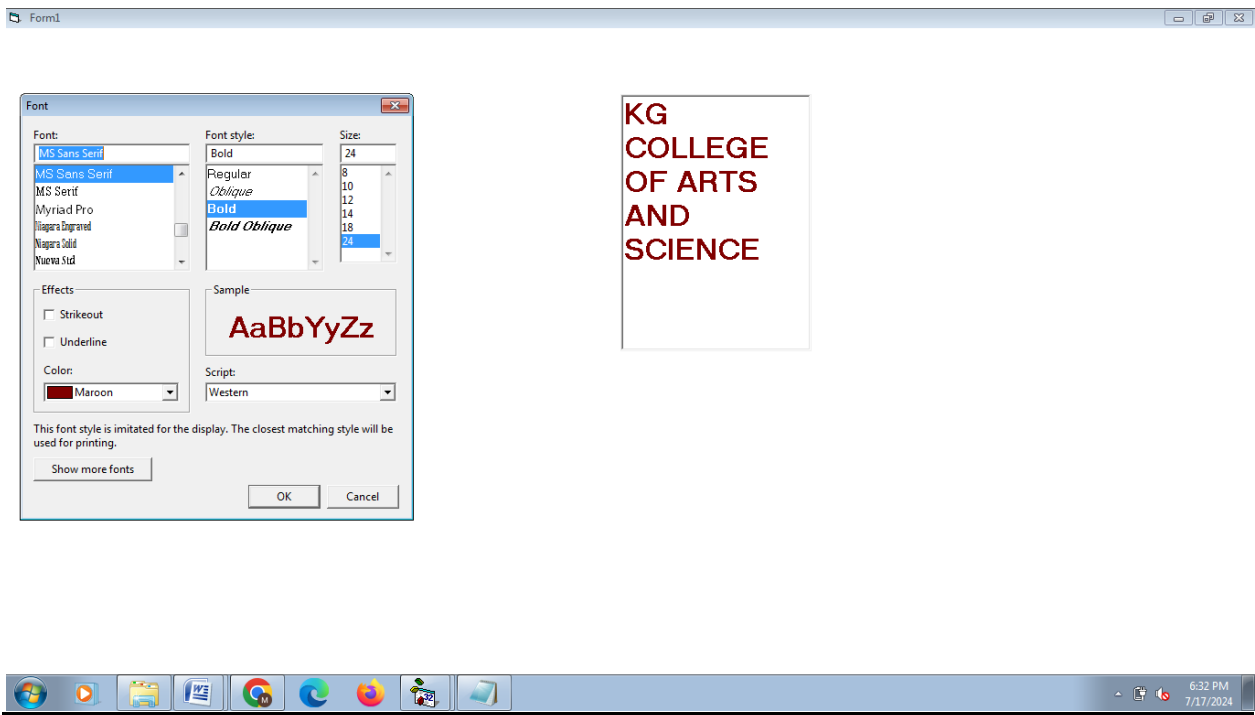 Form1
Font
Font: Font style: Size:
MS Sans Serif Bold 24
MS Sans Serif Regular 8
MS Serif Oblique 10
Myriad Pro Bold 12
Niagara Engraved Bold Oblique 14
Niagara Solid 18
Nueva Std 24
Effects Sample
Strikeout
AaBbYyZz
Underline
Color: Script:
Maroon Western
This font style is imitated for the display. The closest matching style will be
used for printing.
Show more fonts
OK Cancel
KG
COLLEGE
OF ARTS
AND
SCIENCE
W
G
M
32
6:32 PM
7/17/2024